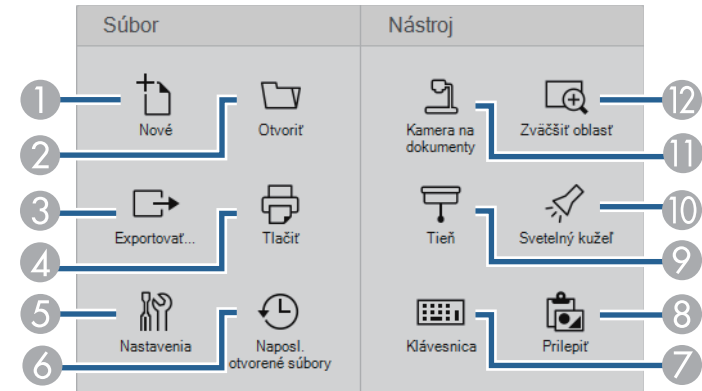 Súbor
Nástroj
1
Nové
2
Otvoriť
Kamera na
dokumenty
11
Zväčšiť oblasť
12
3
Exportovať...
4
Tlačiť
Tieň
9
Svetelný kužeľ
10
5
Nastavenia
6
Naposl.
otvorené súbory
Klávesnica
7
Prilepiť
8